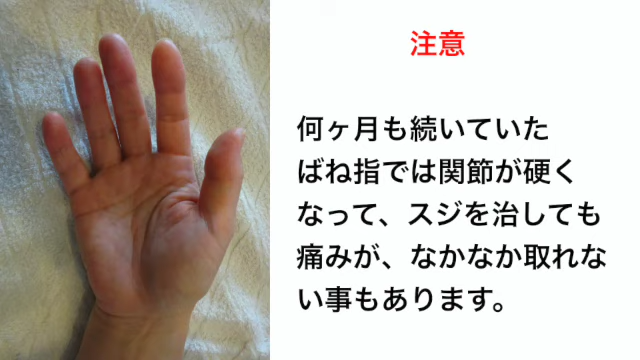 注意
何ヶ月も続いていた
ばね指では関節が硬く
なって、スジを治しても
痛みが、なかなか取れな
い事もあります。